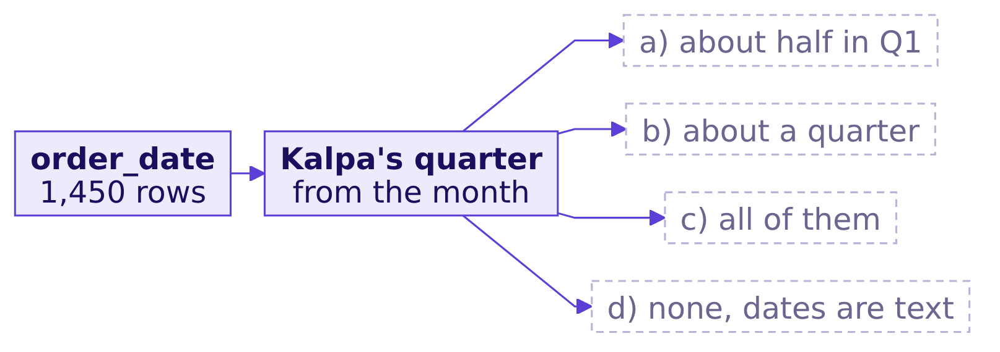 order_date
1,450 rows
Kalpa's quarter
from the month
a) about half in Q1
b) about a quarter
c) all of them
d) none, dates are text